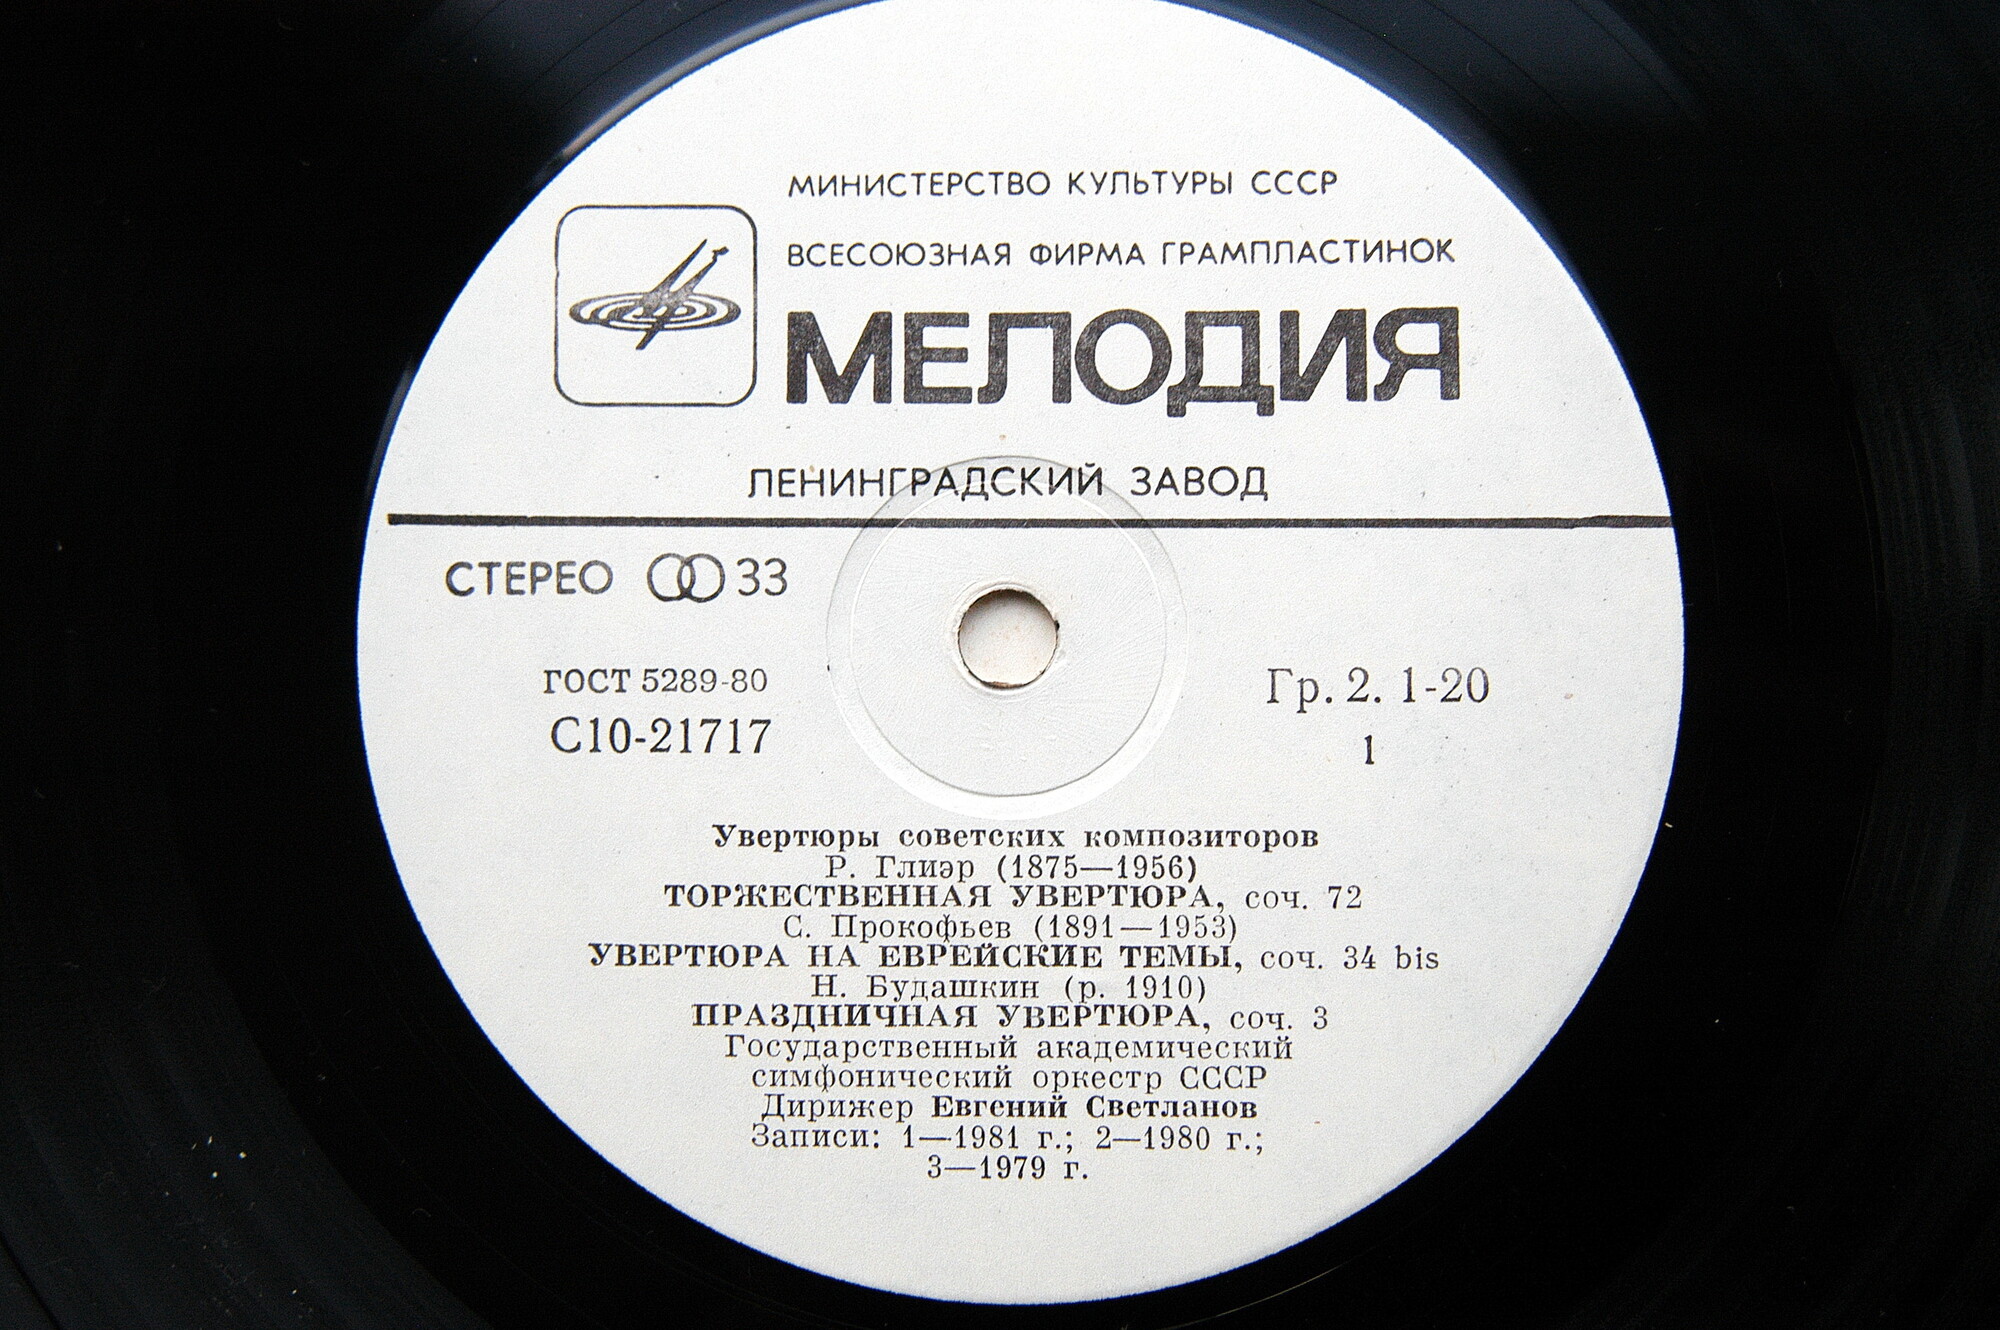 МИНИСТЕРСТВО КУЛЬТУРЫ СССР
ВСЕСОЮЗНАЯ ФИРМА ГРАМПЛАСТИНОК
МЕЛОДИЯ
ЛЕНИНГРАДСКИЙ ЗАВОД
СТЕРЕО 33
ГОСТ 5289-80
С10-21717
Гр. 2. 1-20
1
Увертюры советских композиторов
Р. Глиэр (1875—1956)
ТОРЖЕСТВЕННАЯ УВЕРТЮРА, соч. 72
С. Прокофьев (1891—1953)
УВЕРТЮРА НА ЕВРЕЙСКИЕ ТЕМЫ, соч. 34 bis
Н. Будашкин (р. 1910)
ПРАЗДНИЧНАЯ УВЕРТЮРА, соч. 3
Государственный академический
симфонический оркестр СССР
Дирижер Евгений Светланов
Записи: 1—1981 г.; 2—1980 г.;
3—1979 г.